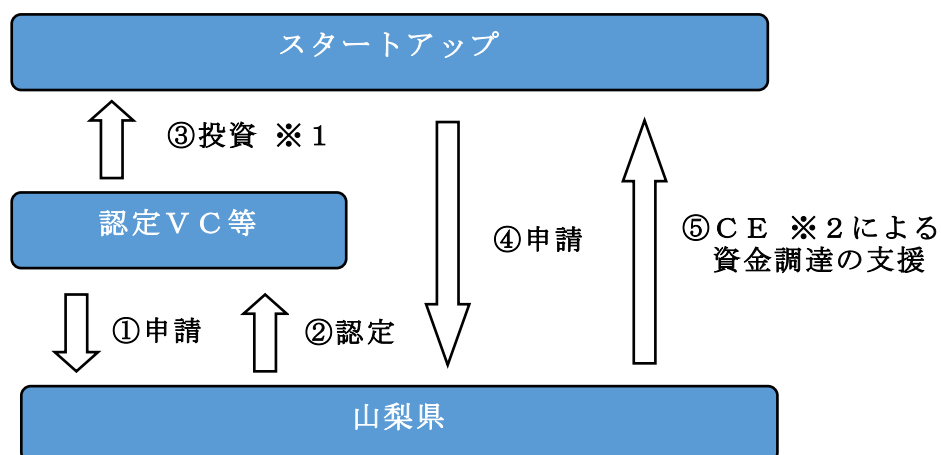 スタートアップ
③投資 ※１
認定ＶＣ等
④申請
⑤ＣＥ ※２による
資金調達の支援
①申請
②認定
山梨県